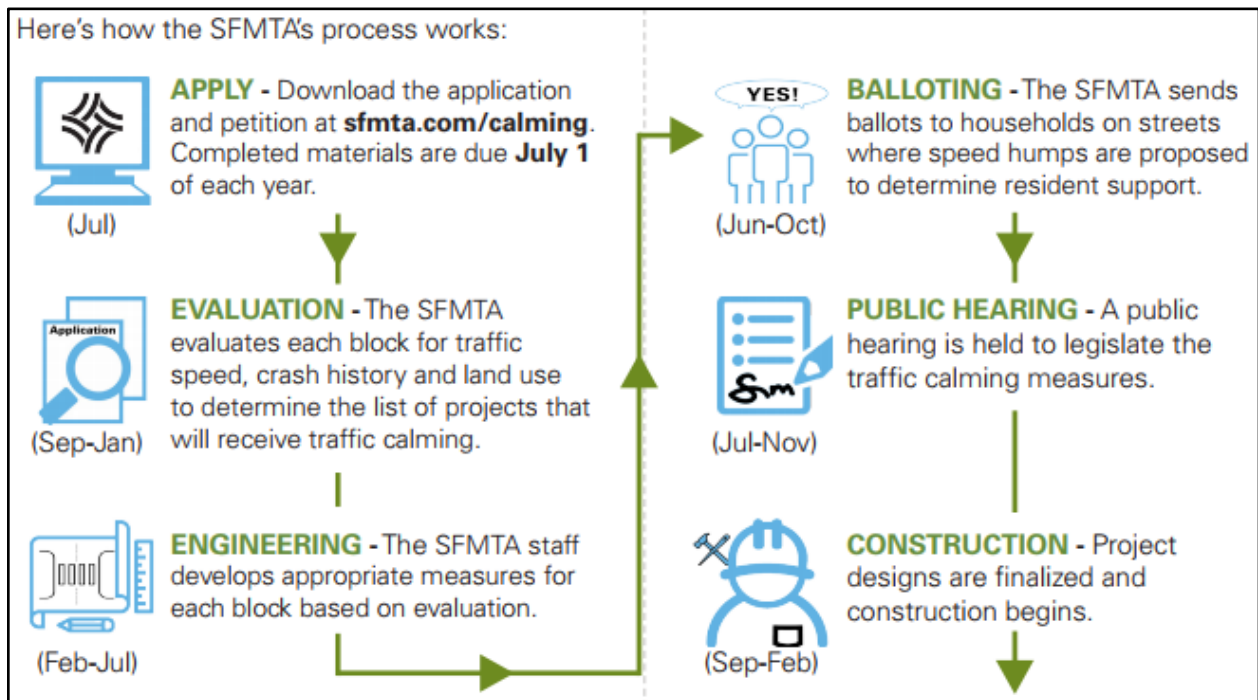 Here's how the SFMTA's process works:
APPLY - Download the application
and petition at sfmta.com/calming.
Completed materials are due July 1
of each year.
(Jul)
EVALUATION - The SFMTA
evaluates each block for traffic
speed, crash history and land use
to determine the list of projects that
will receive traffic calming.
Application
(Sep-Jan)
ENGINEERING - The SFMTA staff
develops appropriate measures for
each block based on evaluation.
(Feb-Jul)
YES!
BALLOTING - The SFMTA sends
ballots to households on streets
where speed humps are proposed
to determine resident support.
(Jun-Oct)
PUBLIC HEARING - A public
hearing is held to legislate the
traffic calming measures.
(Jul-Nov)
CONSTRUCTION - Project
designs are finalized and
construction begins.
(Sep-Feb)